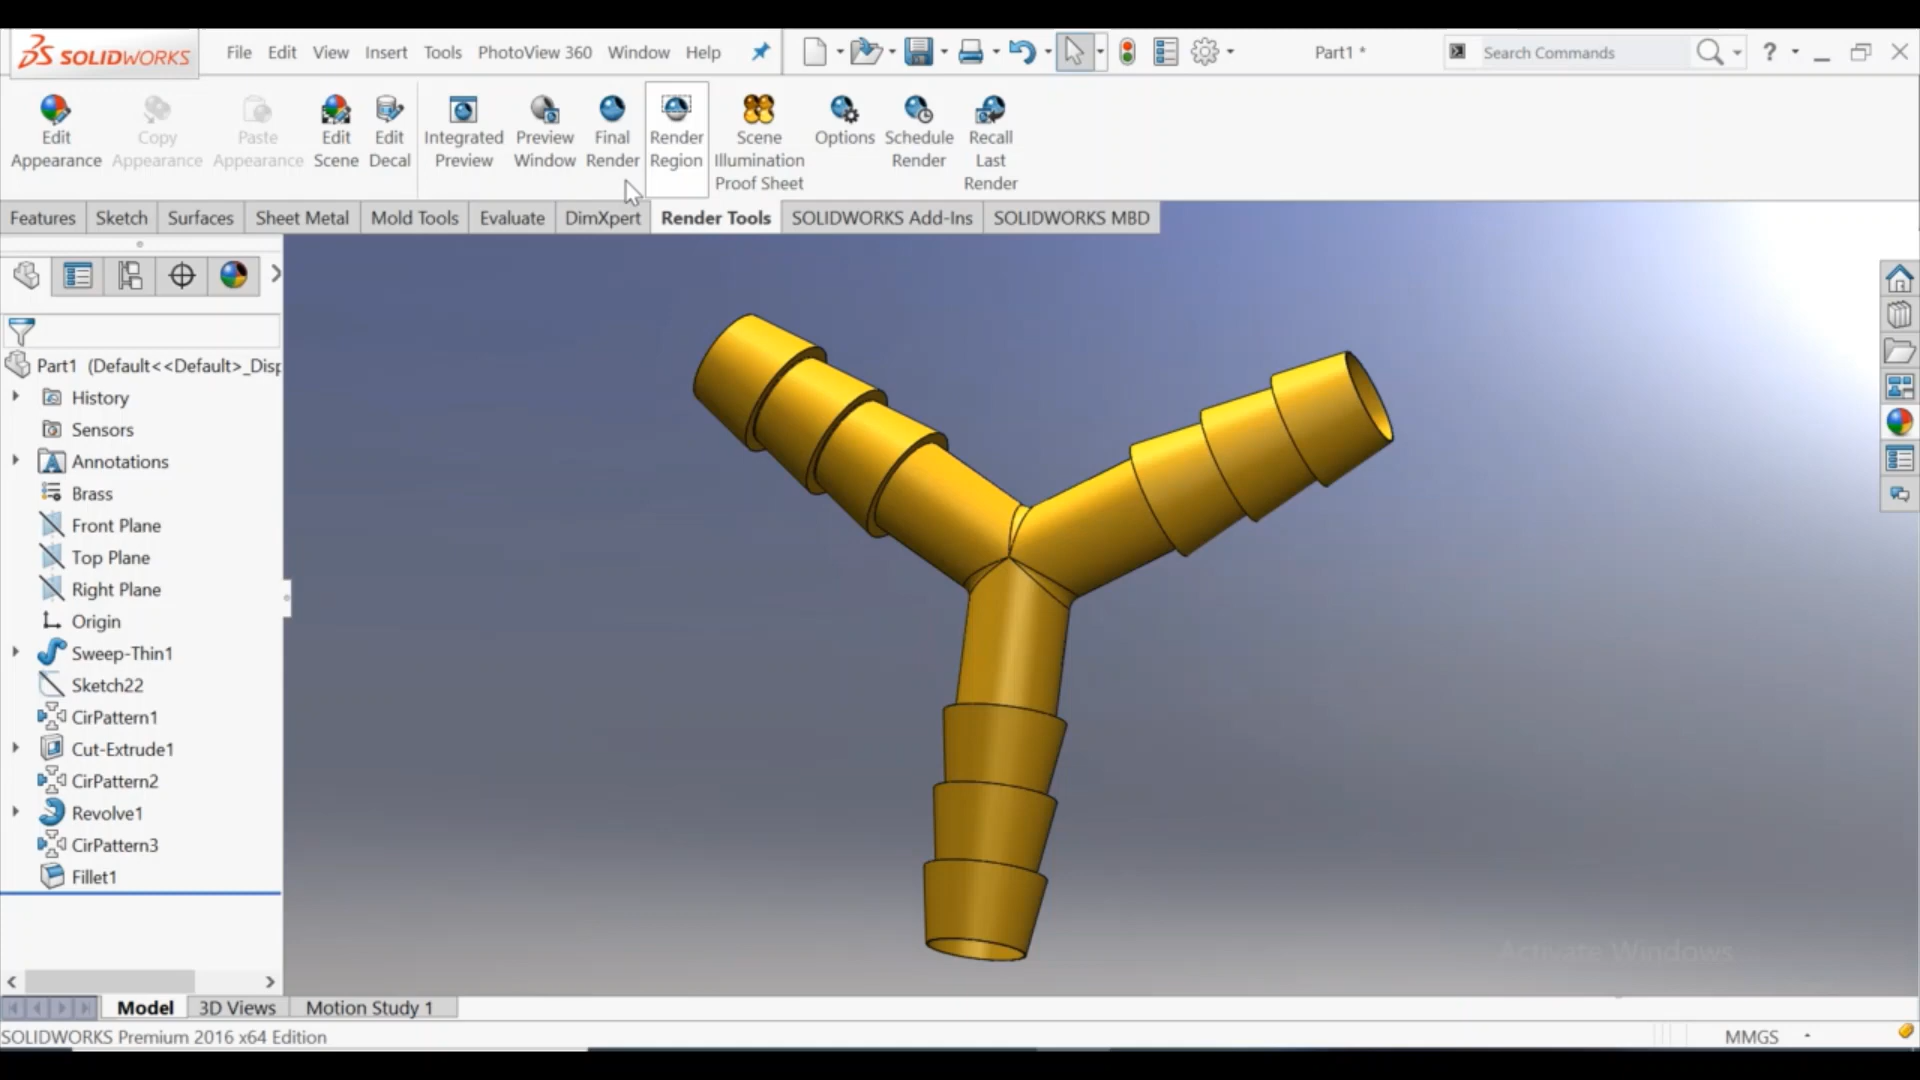 SOLIDWORKS File Edit View Insert Tools PhotoView 360 Window Help Part1 * Search Commands ?
Edit Appearance
Copy Appearance
Paste Appearance
Edit Scene
Edit Decal
Integrated Preview
Preview Window
Final Render
Render Region
Scene Illumination Proof Sheet
Options
Schedule Render
Recall Last Render
Features Sketch Surfaces Sheet Metal Mold Tools Evaluate DimXpert Render Tools SOLIDWORKS Add-Ins SOLIDWORKS MBD
Part1 (Default<<Default>_Disp
History
Sensors
A Annotations
Brass
Front Plane
Top Plane
Right Plane
Origin
Sweep-Thin1
Sketch22
CirPattern1
Cut-Extrude1
CirPattern2
Revolve1
CirPattern3
Fillet1
Activate Windows
Model 3D Views Motion Study 1
SOLIDWORKS Premium 2016 x64 Edition MMGS